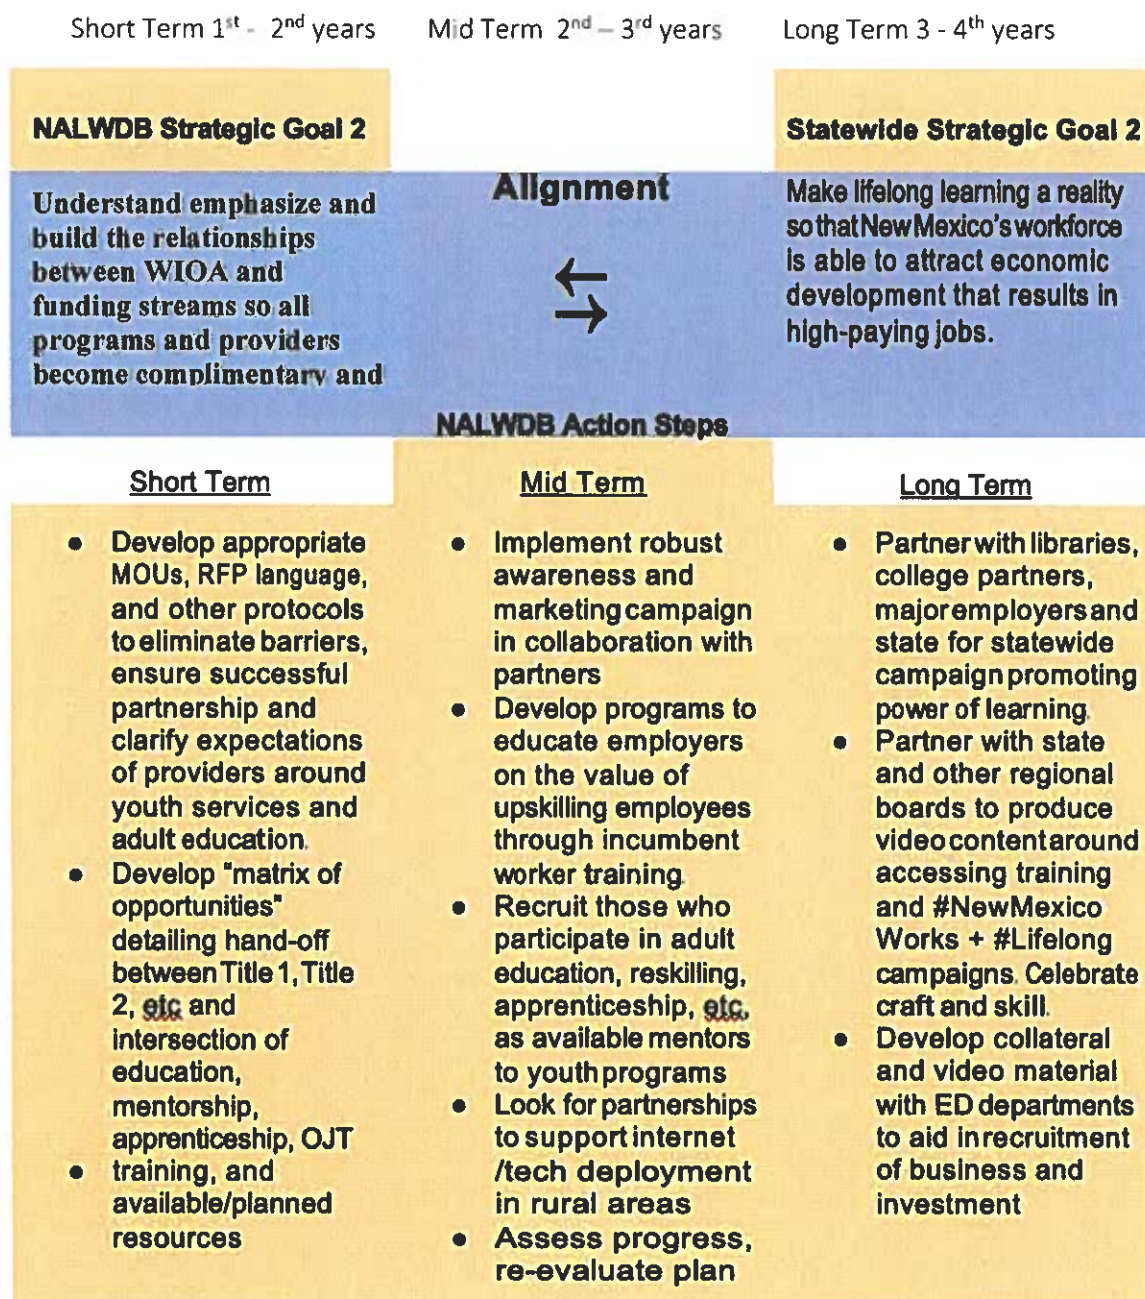 Short Term 1st - 2nd years
Mid Term 2nd – 3rd years
Long Term 3 - 4th years
NALWDB Strategic Goal 2
Understand emphasize and
build the relationships
between WIOA and
funding streams so all
programs and providers
become complimentary and
Alignment
← 
→
Statewide Strategic Goal 2
Make lifelong learning a reality
so that New Mexico's workforce
is able to attract economic
development that results in
high-paying jobs.
NALWDB Action Steps
Short Term
• Develop appropriate
MOUs, RFP language,
and other protocols
to eliminate barriers,
ensure successful
partnership and
clarify expectations
of providers around
youth services and
adult education.
• Develop "matrix of
opportunities"
detailing hand-off
between Title 1, Title
2, etc and
intersection of
education,
mentorship,
apprenticeship, OJT
• training, and
available/planned
resources
Mid Term
• Implement robust
awareness and
marketing campaign
in collaboration with
partners
• Develop programs to
educate employers
on the value of
upskilling employees
through incumbent
worker training.
• Recruit those who
participate in adult
education, reskilling,
apprenticeship, etc.
as available mentors
to youth programs
• Look for partnerships
to support internet
/tech deployment
in rural areas
• Assess progress,
re-evaluate plan
Long Term
• Partner with libraries,
college partners,
major employers and
state for statewide
campaign promoting
power of learning.
• Partner with state
and other regional
boards to produce
video content around
accessing training
and #NewMexico
Works + #Lifelong
campaigns. Celebrate
craft and skill.
• Develop collateral
and video material
with ED departments
to aid in recruitment
of business and
investment